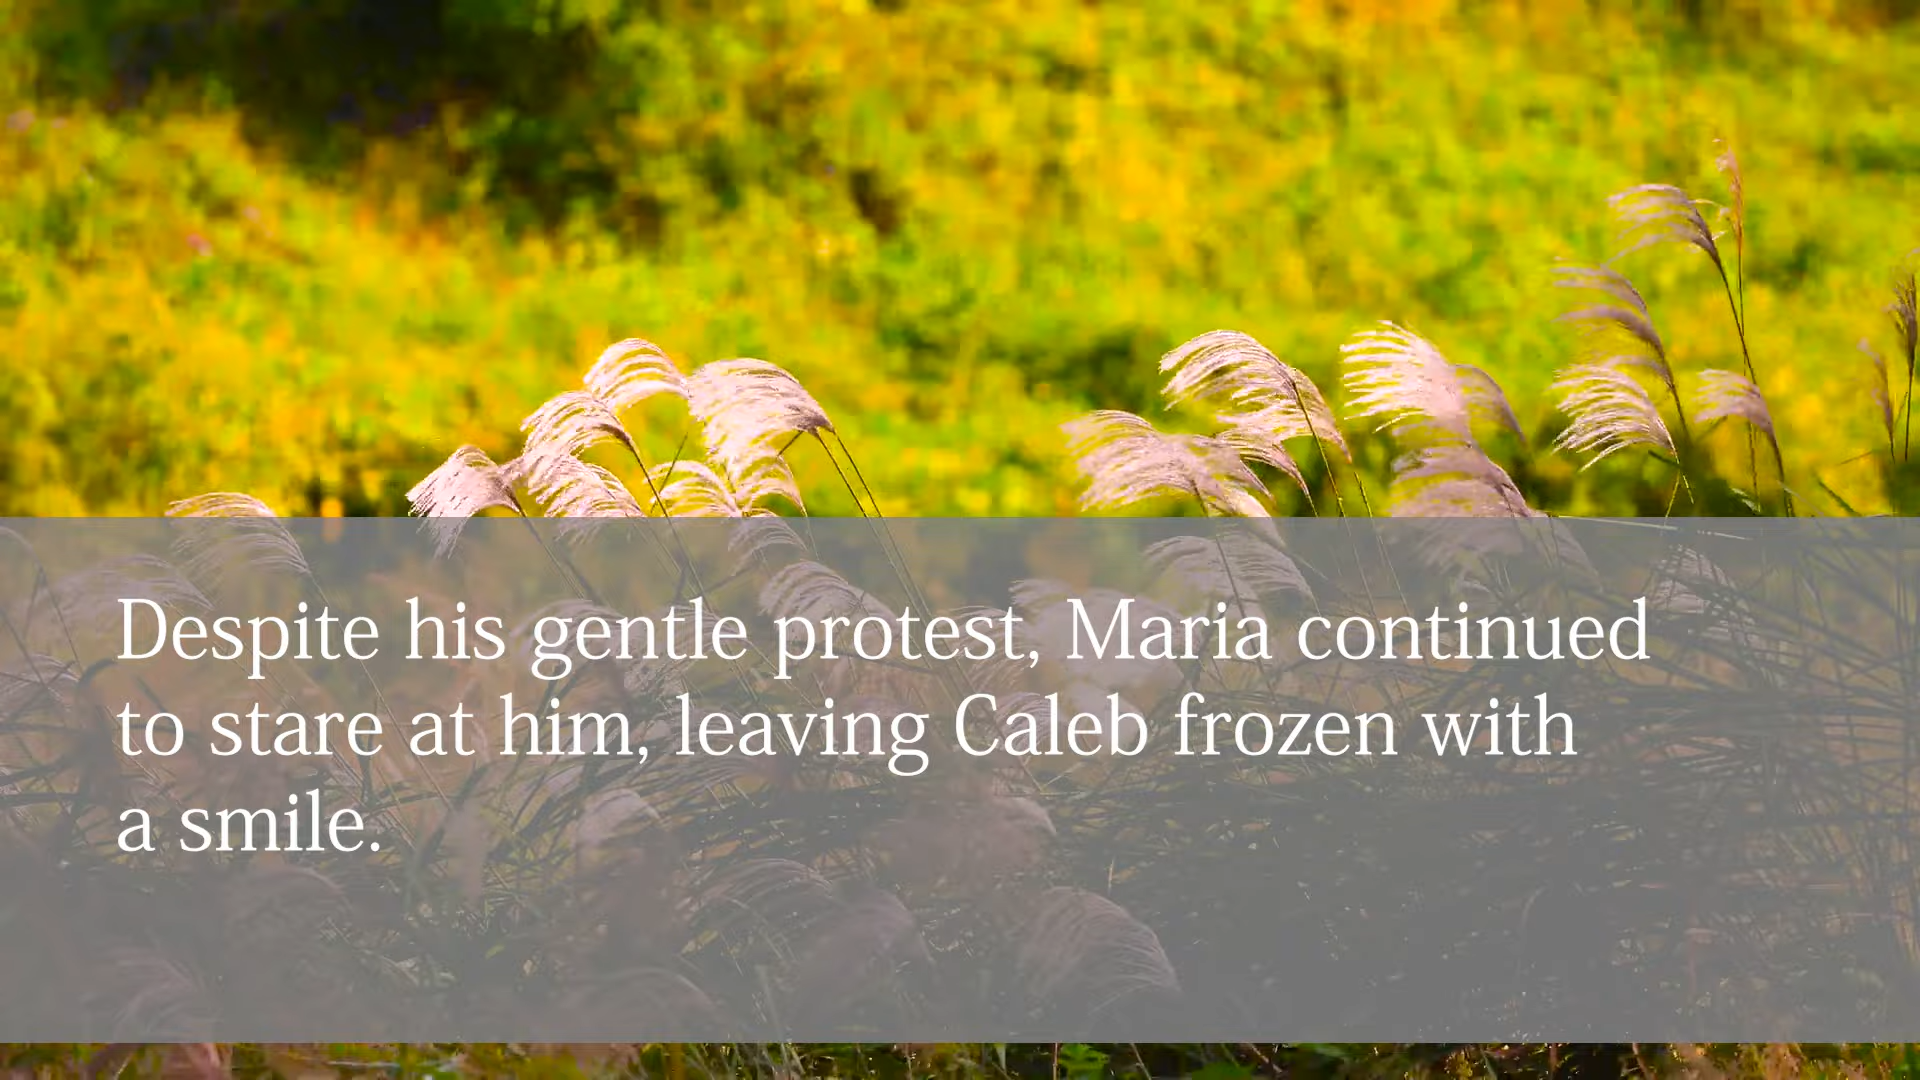 Despite his gentle protest, Maria continued
to stare at him, leaving Caleb frozen with
a smile.